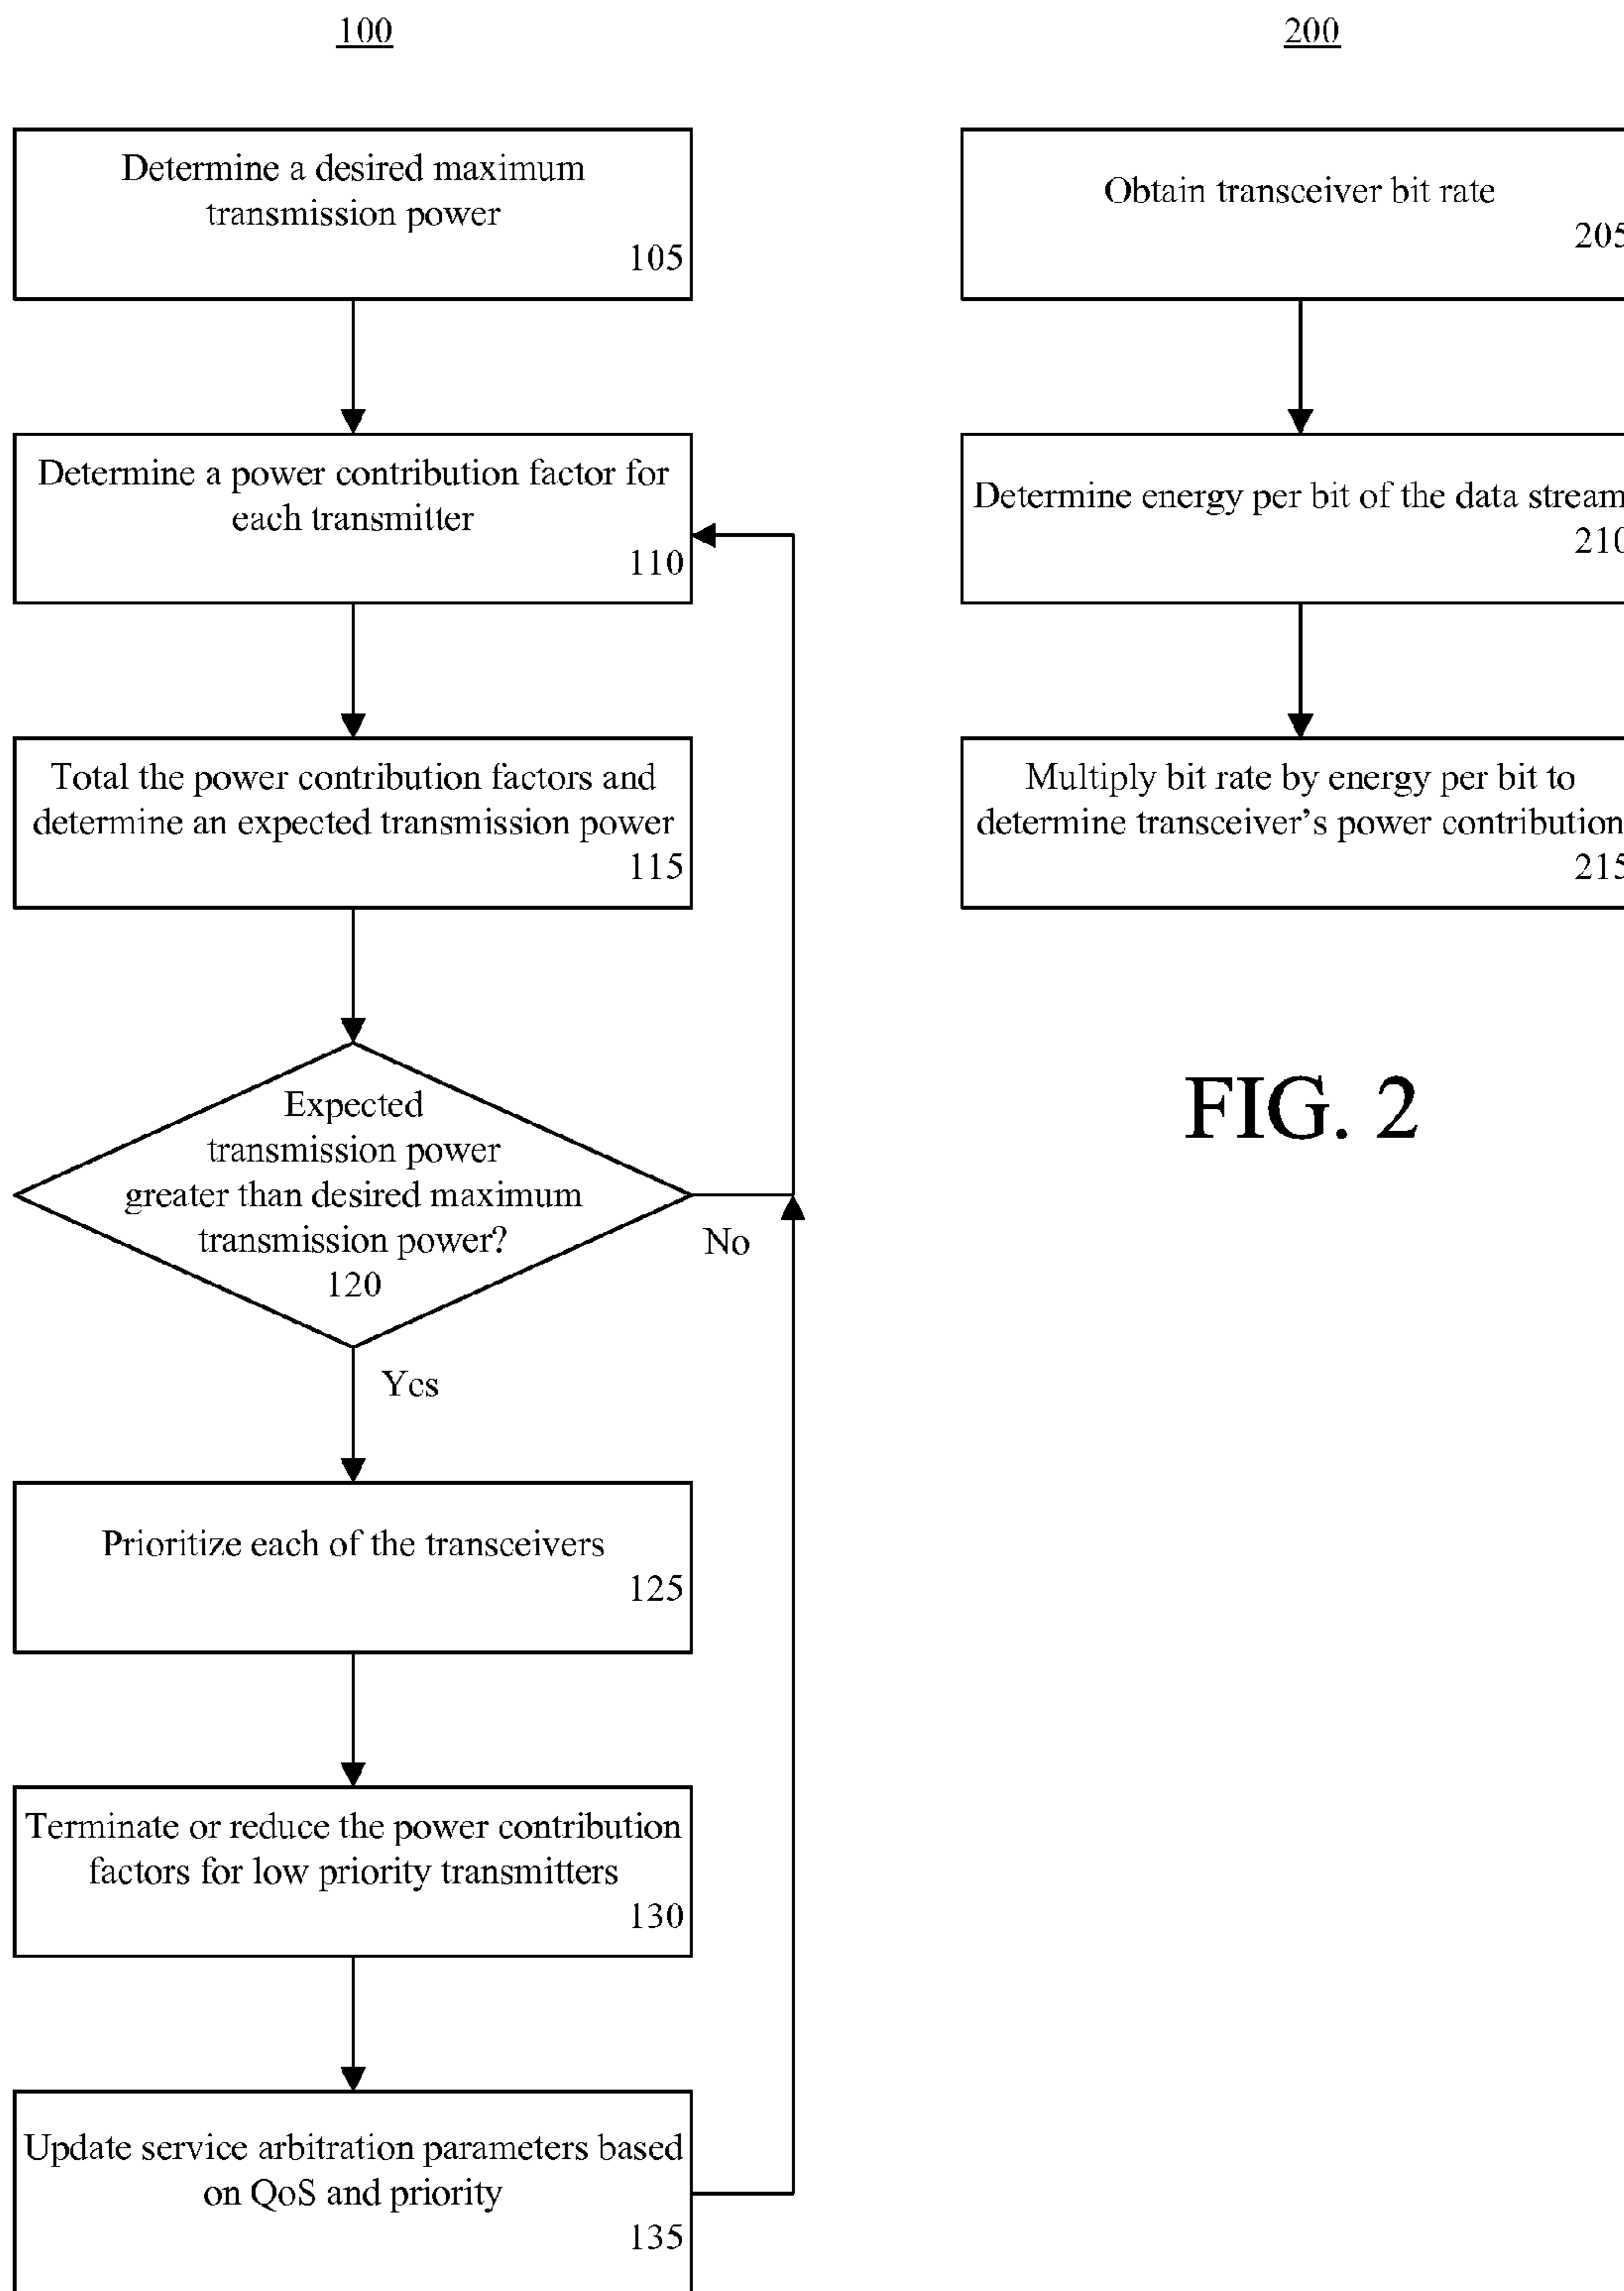 100
Determine a desired maximum
transmission power
105
Determine a power contribution factor for
each transmitter
110
Total the power contribution factors and
determine an expected transmission power
115
Expected
transmission power
greater than desired maximum
transmission power?
120
No
Yes
Prioritize each of the transceivers
125
Terminate or reduce the power contribution
factors for low priority transmitters
130
Update service arbitration parameters based
on QoS and priority
135
200
Obtain transceiver bit rate
205
Determine energy per bit of the data stream
210
Multiply bit rate by energy per bit to
determine transceiver's power contribution
215
FIG. 2